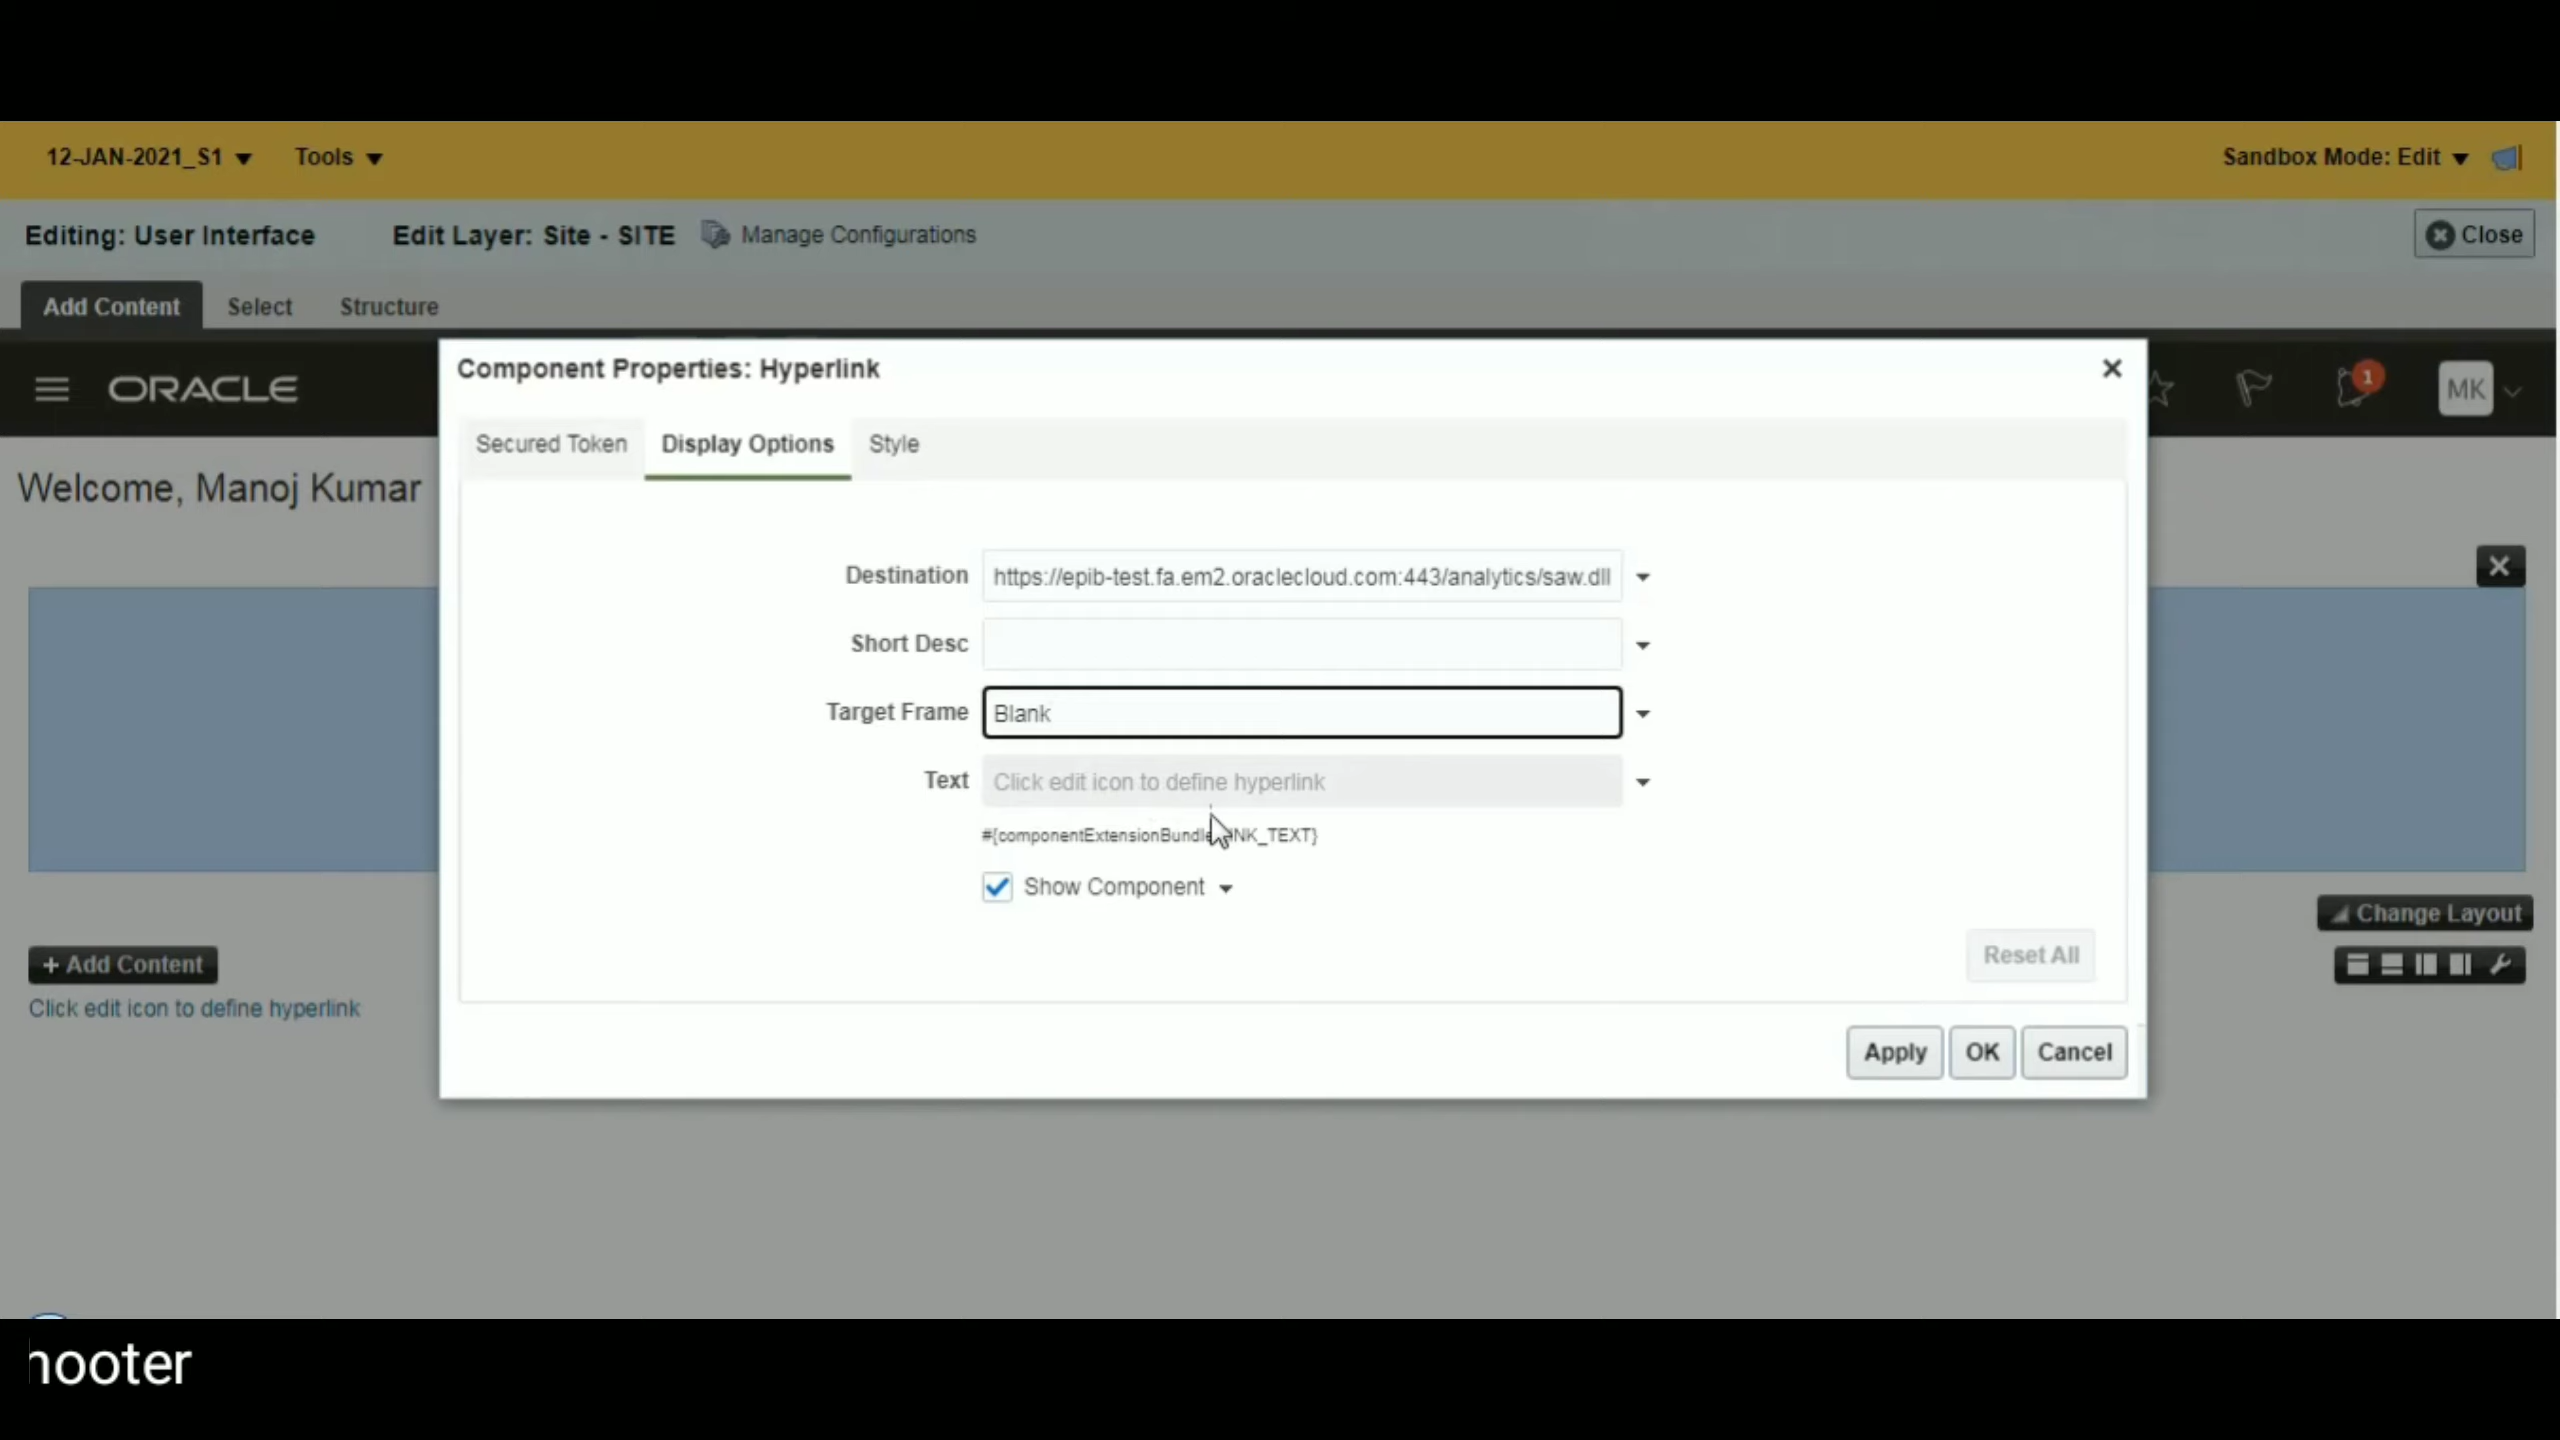 12-JAN-2021_S1 Tools Sandbox Mode: Edit
Editing: User Interface Edit Layer: Site - SITE Manage Configurations Close
Add Content Select Structure
ORACLE 1 MK
Component Properties: Hyperlink
Secured Token Display Options Style
Welcome, Manoj Kumar
Destination https://epib-test.fa.em2.oraclecloud.com:443/analytics/saw.dll
Short Desc
Target Frame Blank
Text Click edit icon to define hyperlink
#{componentExtensionBundle INK_TEXT}
Show Component
Change Layout
Reset All
+ Add Content
Click edit icon to define hyperlink
Apply OK Cancel
hooter